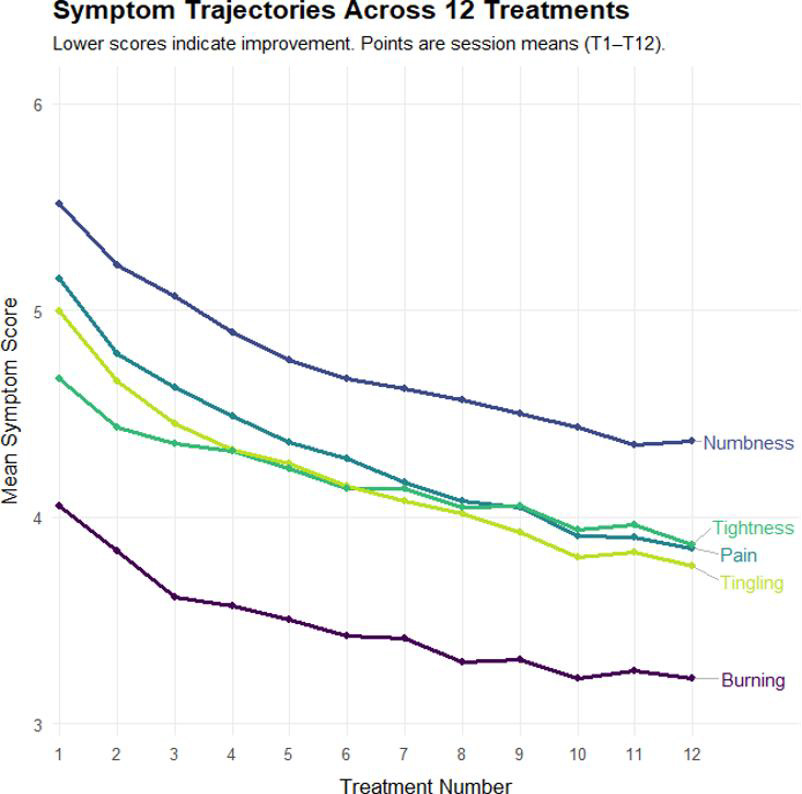 Symptom Trajectories Across 12 Treatments
Lower scores indicate improvement. Points are session means (T1–T12).
Mean Symptom Score
6
5
4
3
Numbness
Tightness
Pain
Tingling
Burning
1 2 3 4 5 6 7 8 9 10 11 12
Treatment Number